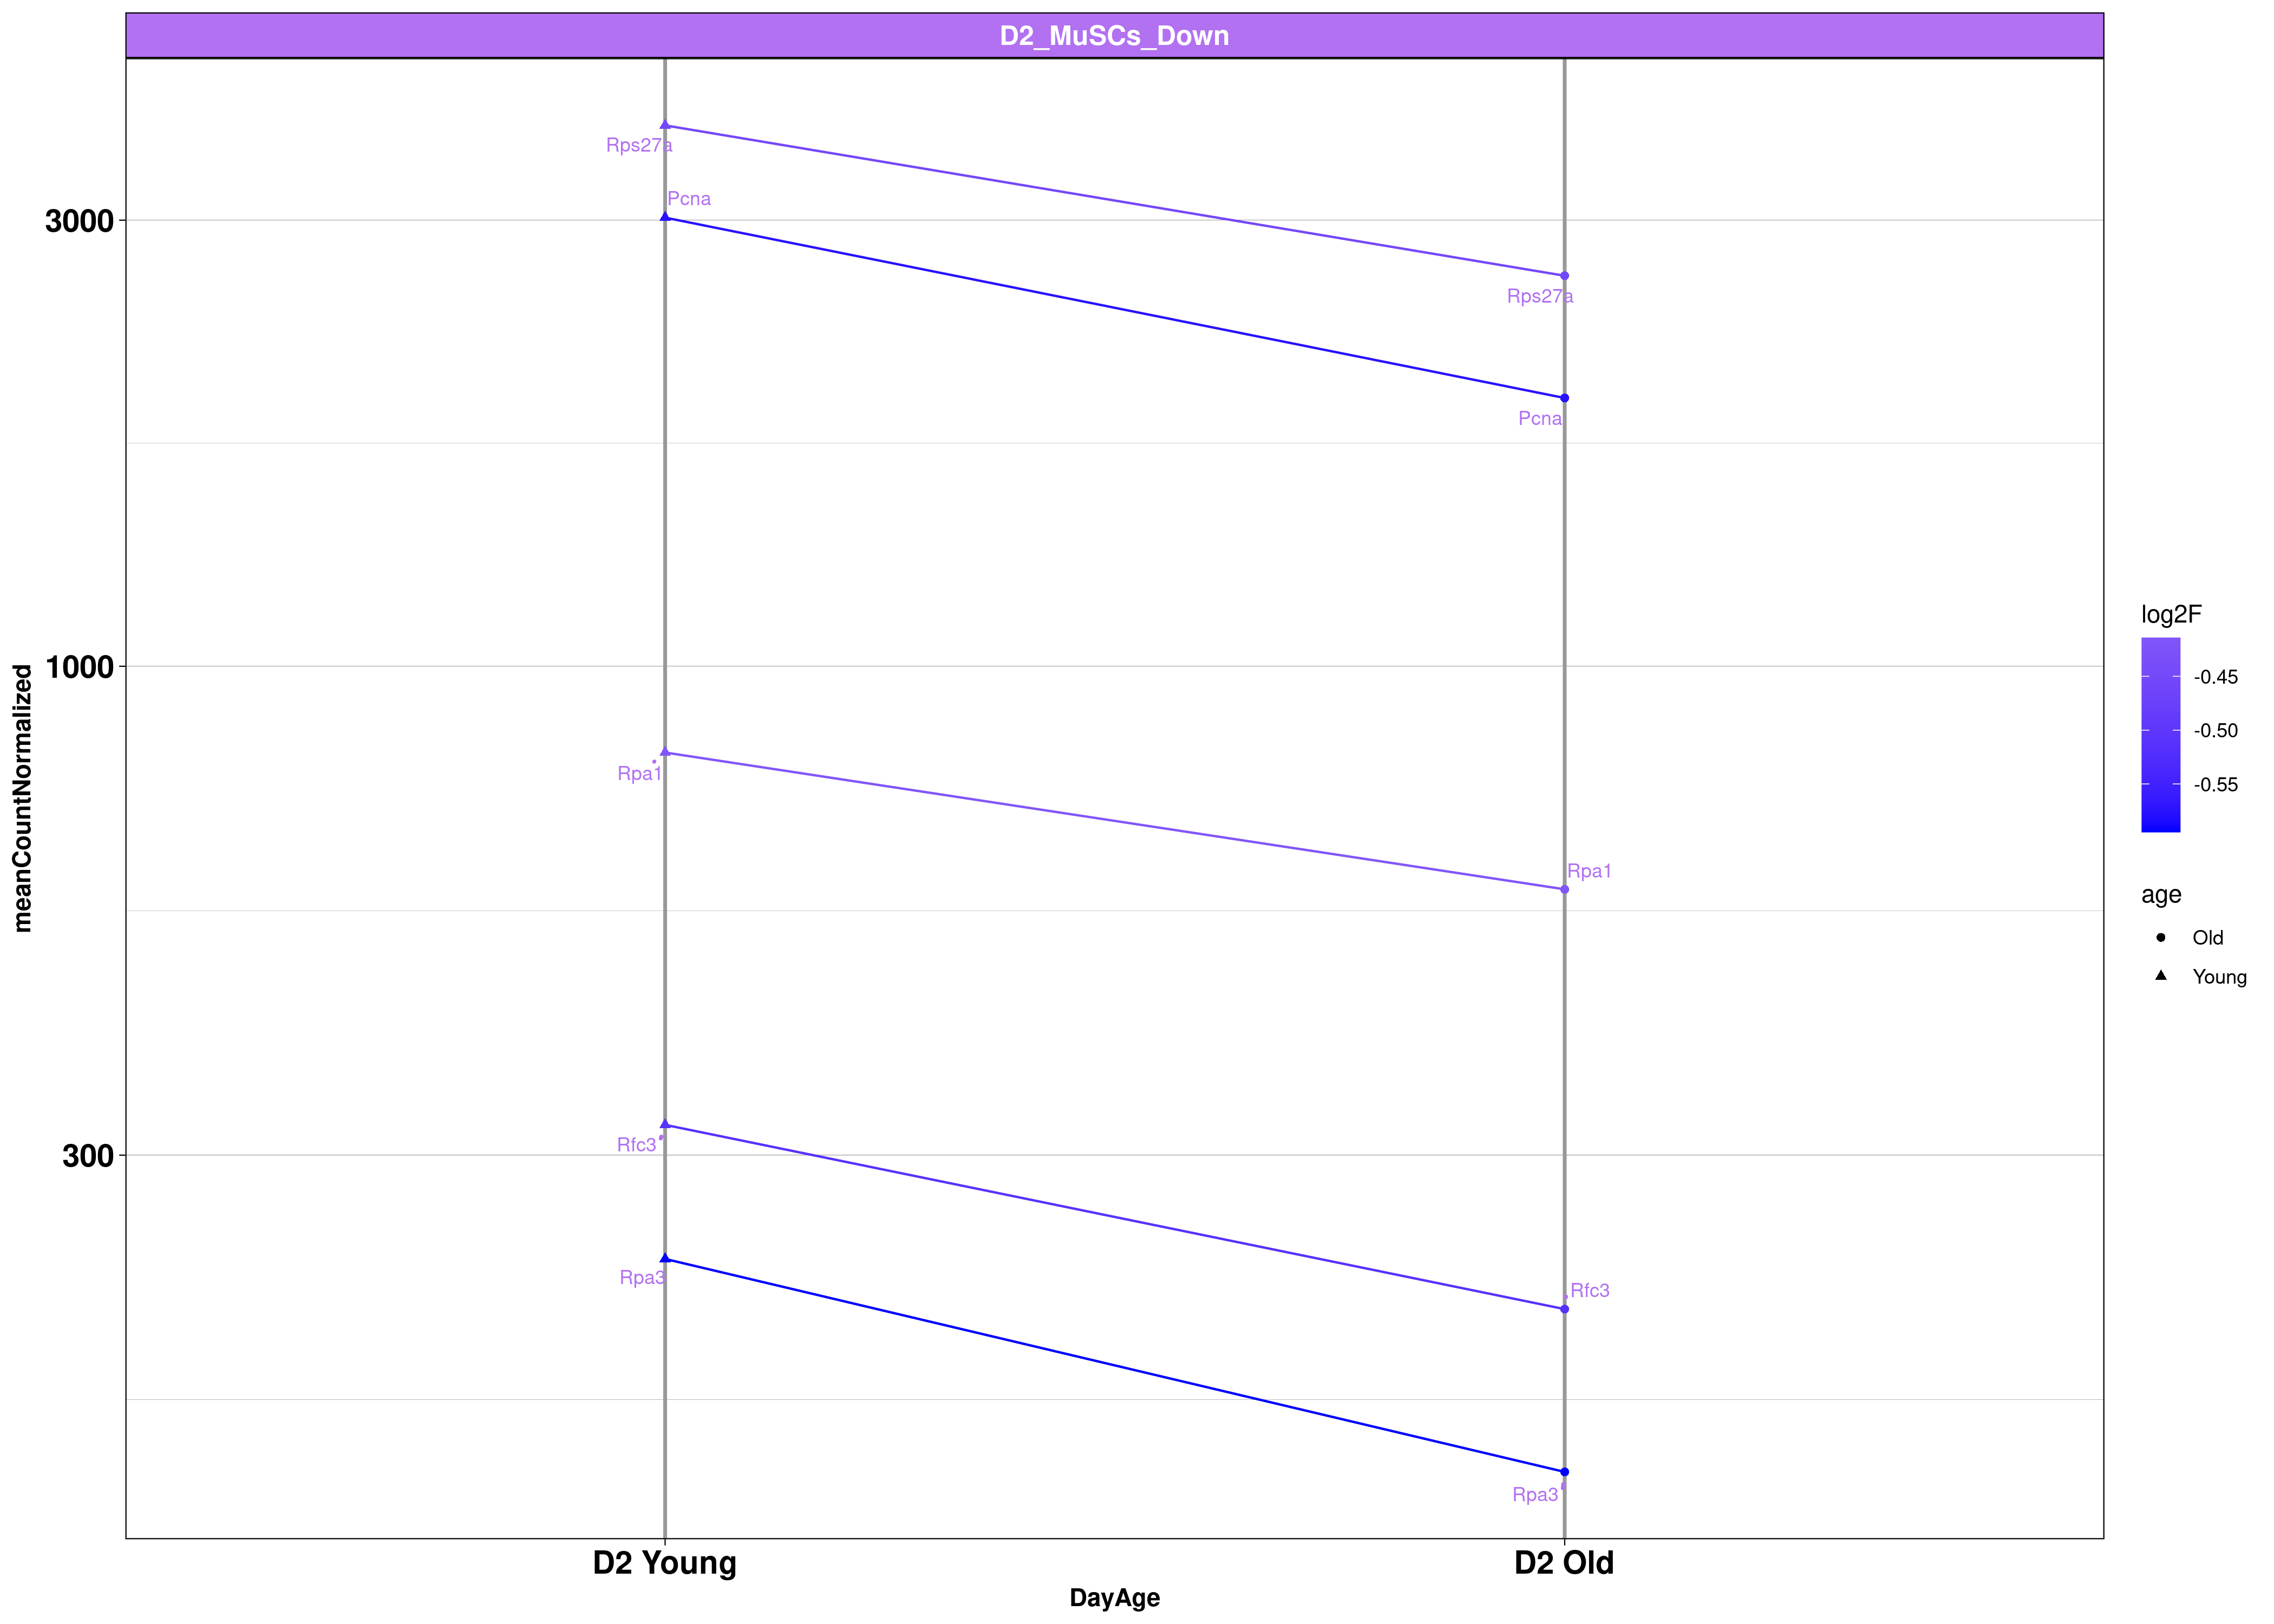 D2_MuSCs_Down
Rps27a
Pcna
3000
Rps27a
Pcna
log2F
-0.45
1000
-0.50
Rpa1
-0.55
meanCountNormalized
Rpa1
age
Old
Young
Rfc3
300
Rpa3
Rfc3
Rpa3
D2 Young
D2 Old
DayAge